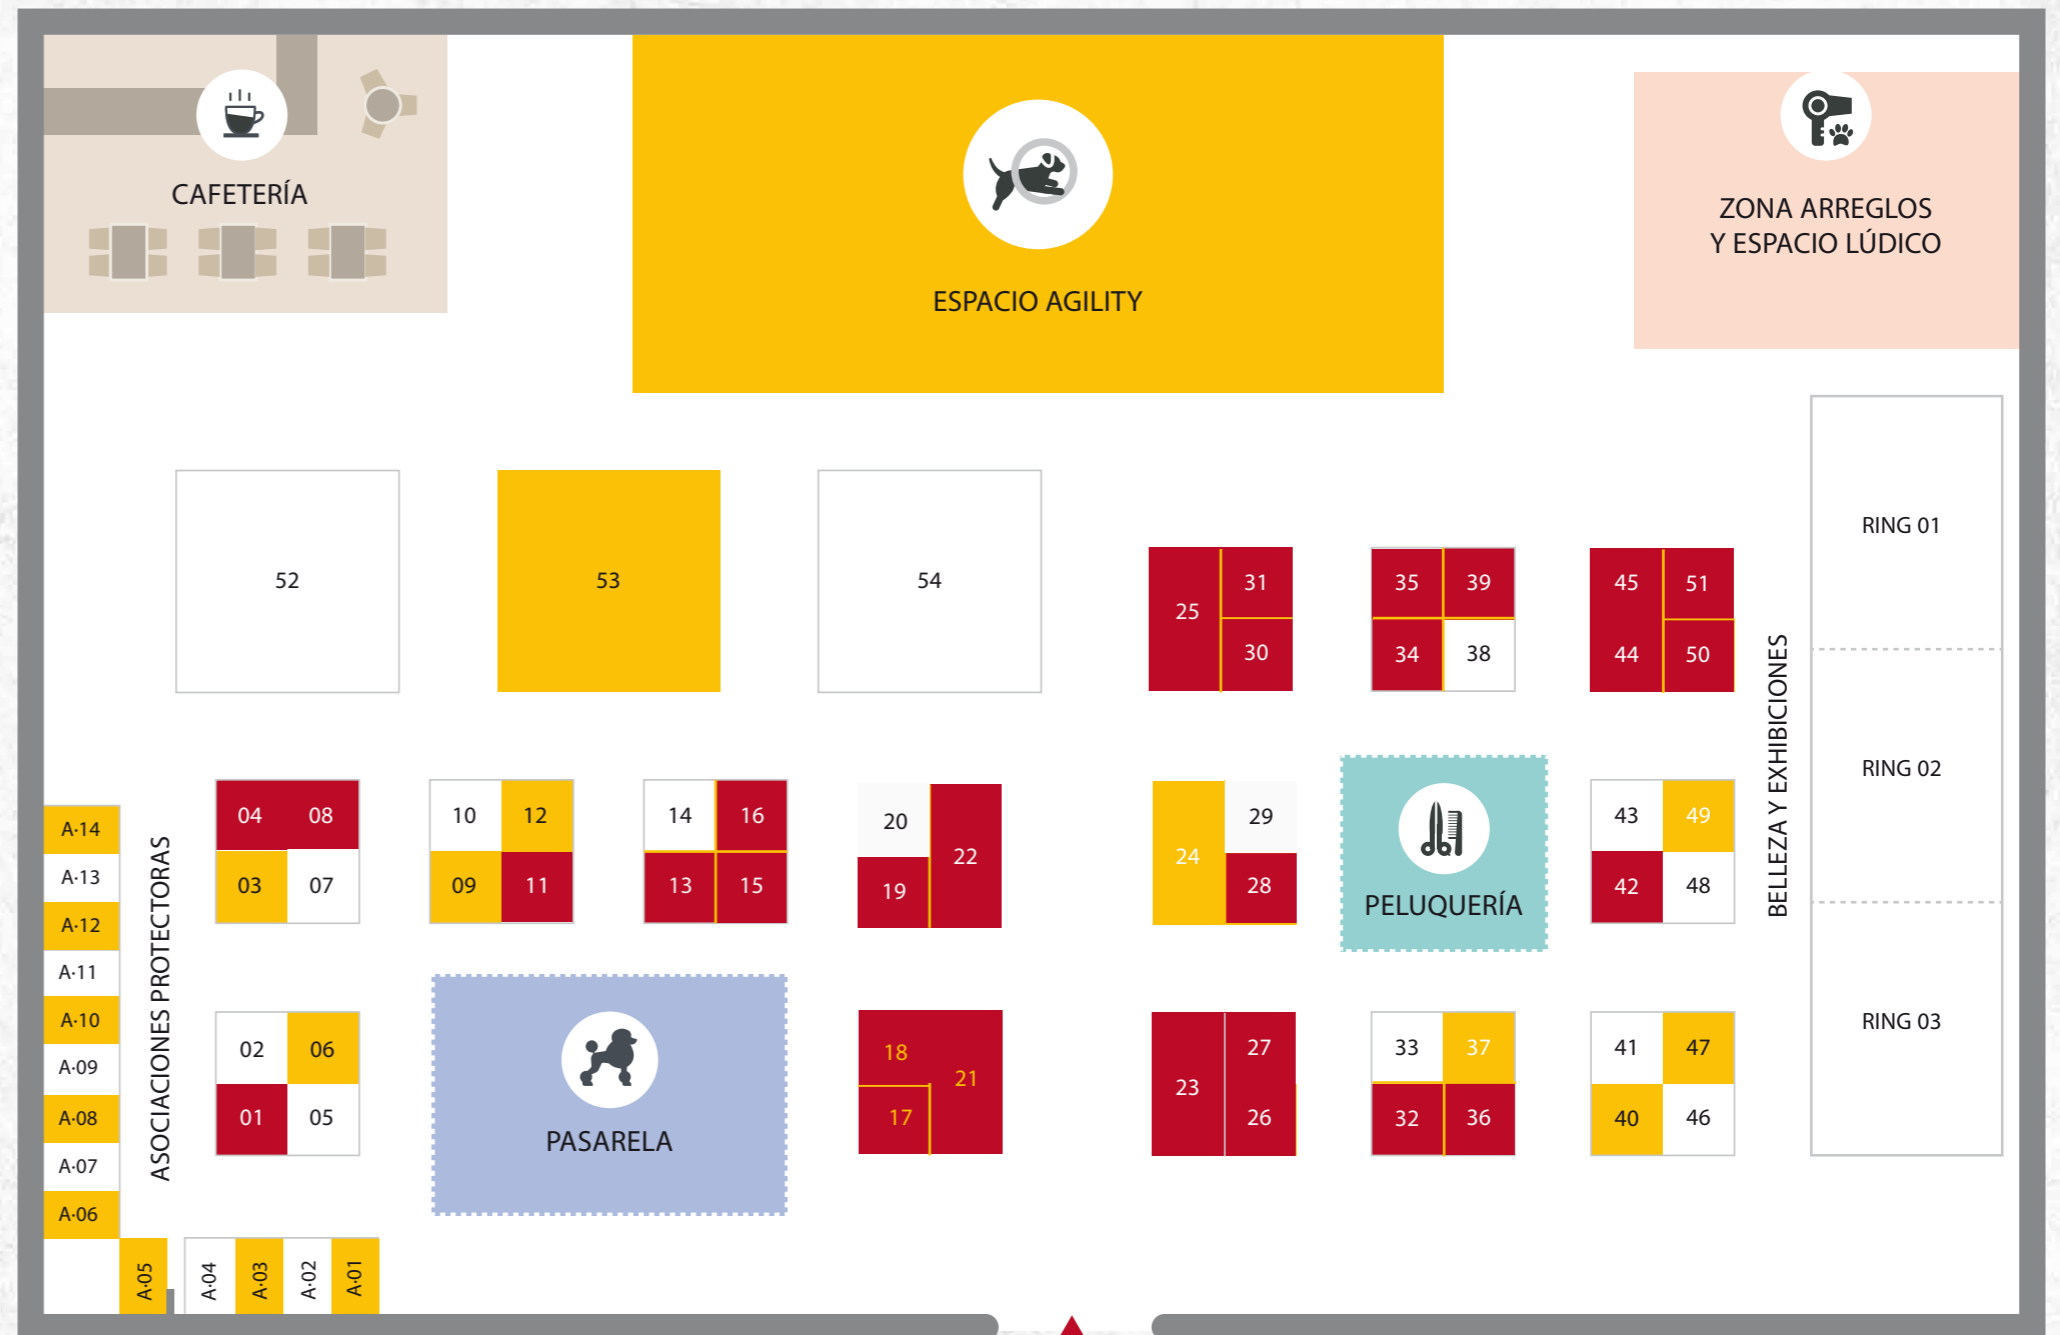 CAFETERÍA
ESPACIO AGILITY
ZONA ARREGLOS
Y ESPACIO LÚDICO
52
53
54
25
31
30
35
39
34
38
45
51
44
50
RING 01
RING 02
RING 03
BELLEZA Y EXHIBICIONES
A·14
A·13
A·12
A·11
A·10
A·09
A·08
A·07
A·06
A·05
A·04
A·03
A·02
A·01
ASOCIACIONES PROTECTORAS
04
08
03
07
10
12
09
11
14
16
13
15
20
22
19
24
29
28
PELUQUERÍA
43
49
42
48
02
06
01
05
PASARELA
18
21
17
23
27
26
33
37
32
36
41
47
40
46